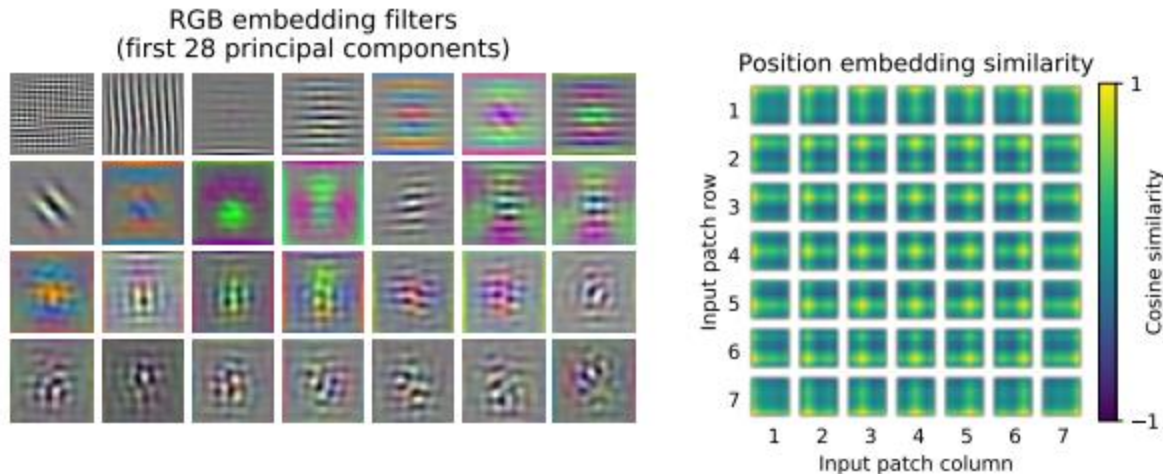 RGB embedding filters
(first 28 principal components)
Position embedding similarity
Input patch row
1
2
3
4
5
6
7
1 2 3 4 5 6 7
Input patch column
1
−1
Cosine similarity